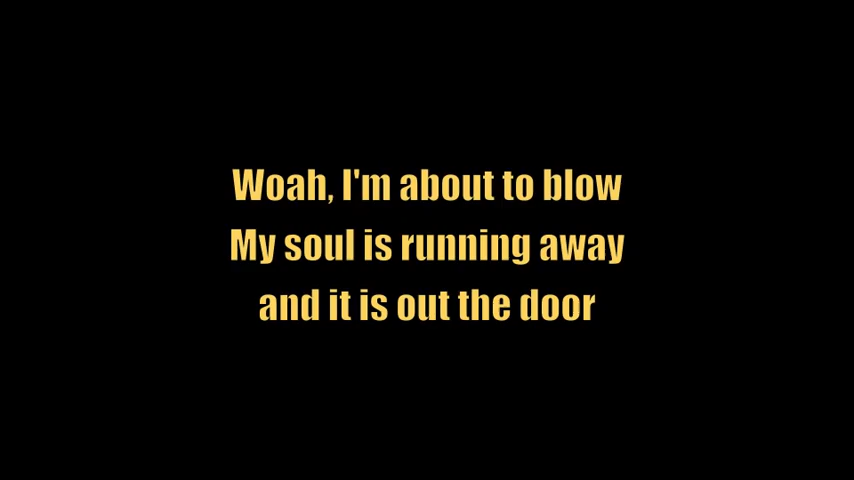 Woah, I'm about to blow
My soul is running away
and it is out the door